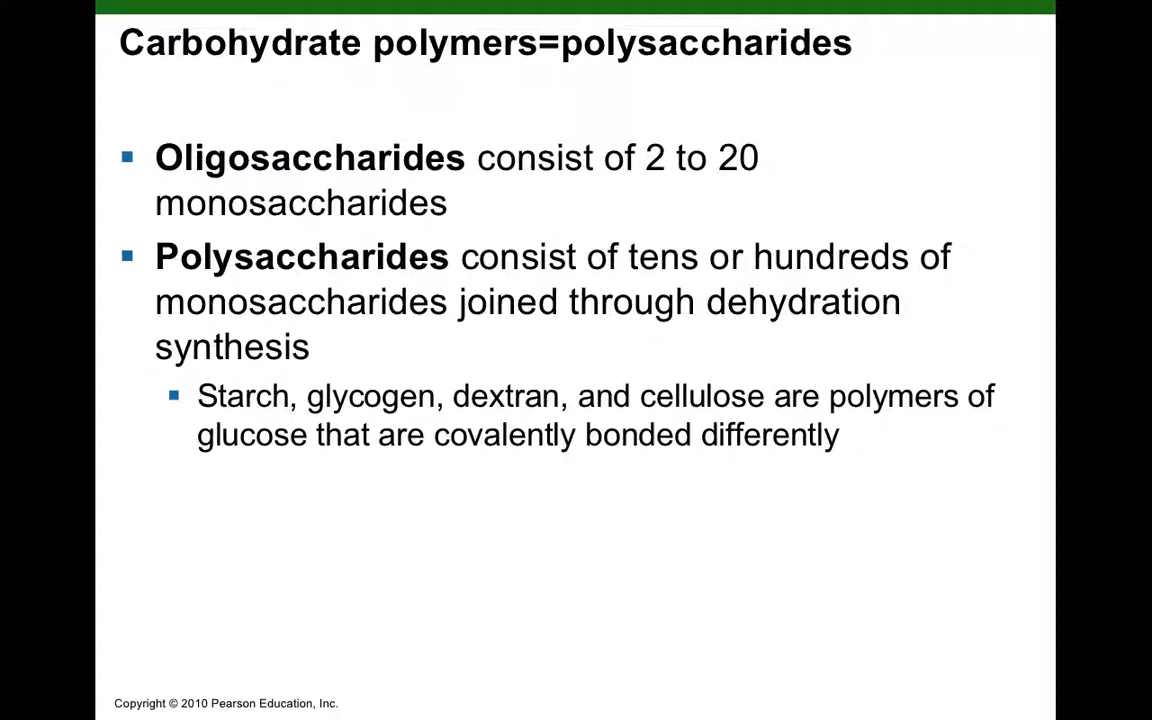 Carbohydrate polymers=polysaccharides
Oligosaccharides consist of 2 to 20
monosaccharides
Polysaccharides consist of tens or hundreds of
monosaccharides joined through dehydration
synthesis
Starch, glycogen, dextran, and cellulose are polymers of
glucose that are covalently bonded differently
Copyright © 2010 Pearson Education, Inc.